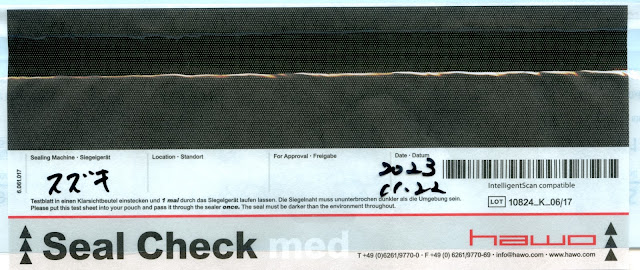 Sealing Machine · Siegelgerät Location · Standort For Approval · Freigabe Date · Datum
スズキ 2023
11.22
6.061.017
IntelligentScan compatible
Testblatt in einen Klarsichtbeutel einstecken und 1 mal durch das Siegelgerät laufen lassen. Die Siegelnaht muss ununterbrochen dunkler als die Umgebung sein.
Please put this test sheet into your pouch and pass it through the sealer once. The seal must be darker than the environment throughout.
LOT 10824_K_06/17
Seal Check med
hawo
T +49 (0)6261/9770-0 · F +49 (0) 6261/9770-69 · info@hawo.com · www.hawo.com